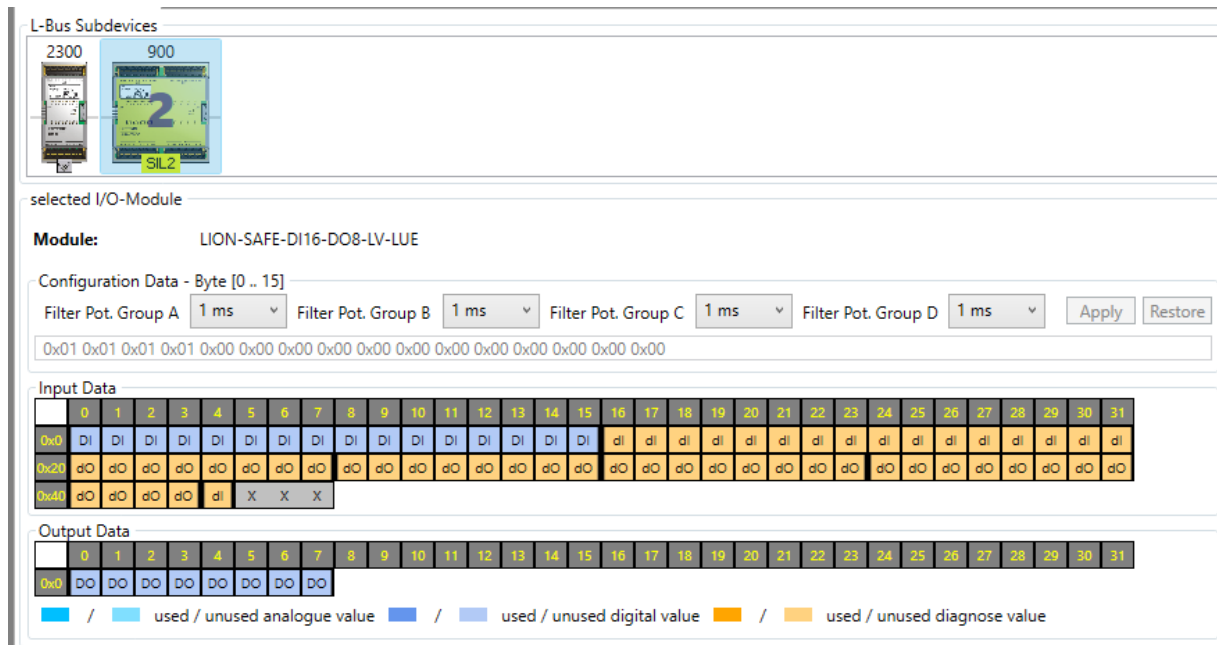 L-Bus Subdevices
2300 900
2
SIL2
selected I/O-Module
Module: LION-SAFE-DI16-DO8-LV-LUE
Configuration Data - Byte [0 .. 15]
Filter Pot. Group A 1 ms Filter Pot. Group B 1 ms Filter Pot. Group C 1 ms Filter Pot. Group D 1 ms Apply Restore
0x01 0x01 0x01 0x01 0x00 0x00 0x00 0x00 0x00 0x00 0x00 0x00 0x00 0x00 0x00 0x00
Input Data
0 1 2 3 4 5 6 7 8 9 10 11 12 13 14 15 16 17 18 19 20 21 22 23 24 25 26 27 28 29 30 31
0x0 DI DI DI DI DI DI DI DI DI DI DI DI DI DI DI DI dI dI dI dI dI dI dI dI dI dI dI dI dI dI dI dI
0x20 dO dO dO dO dO dO dO dO dO dO dO dO dO dO dO dO dO dO dO dO dO dO dO dO dO dO dO dO dO dO dO dO
0x40 dO dO dO dO dI X X X
Output Data
0 1 2 3 4 5 6 7 8 9 10 11 12 13 14 15 16 17 18 19 20 21 22 23 24 25 26 27 28 29 30 31
0x0 DO DO DO DO DO DO DO DO
/ used / unused analogue value / used / unused digital value / used / unused diagnose value